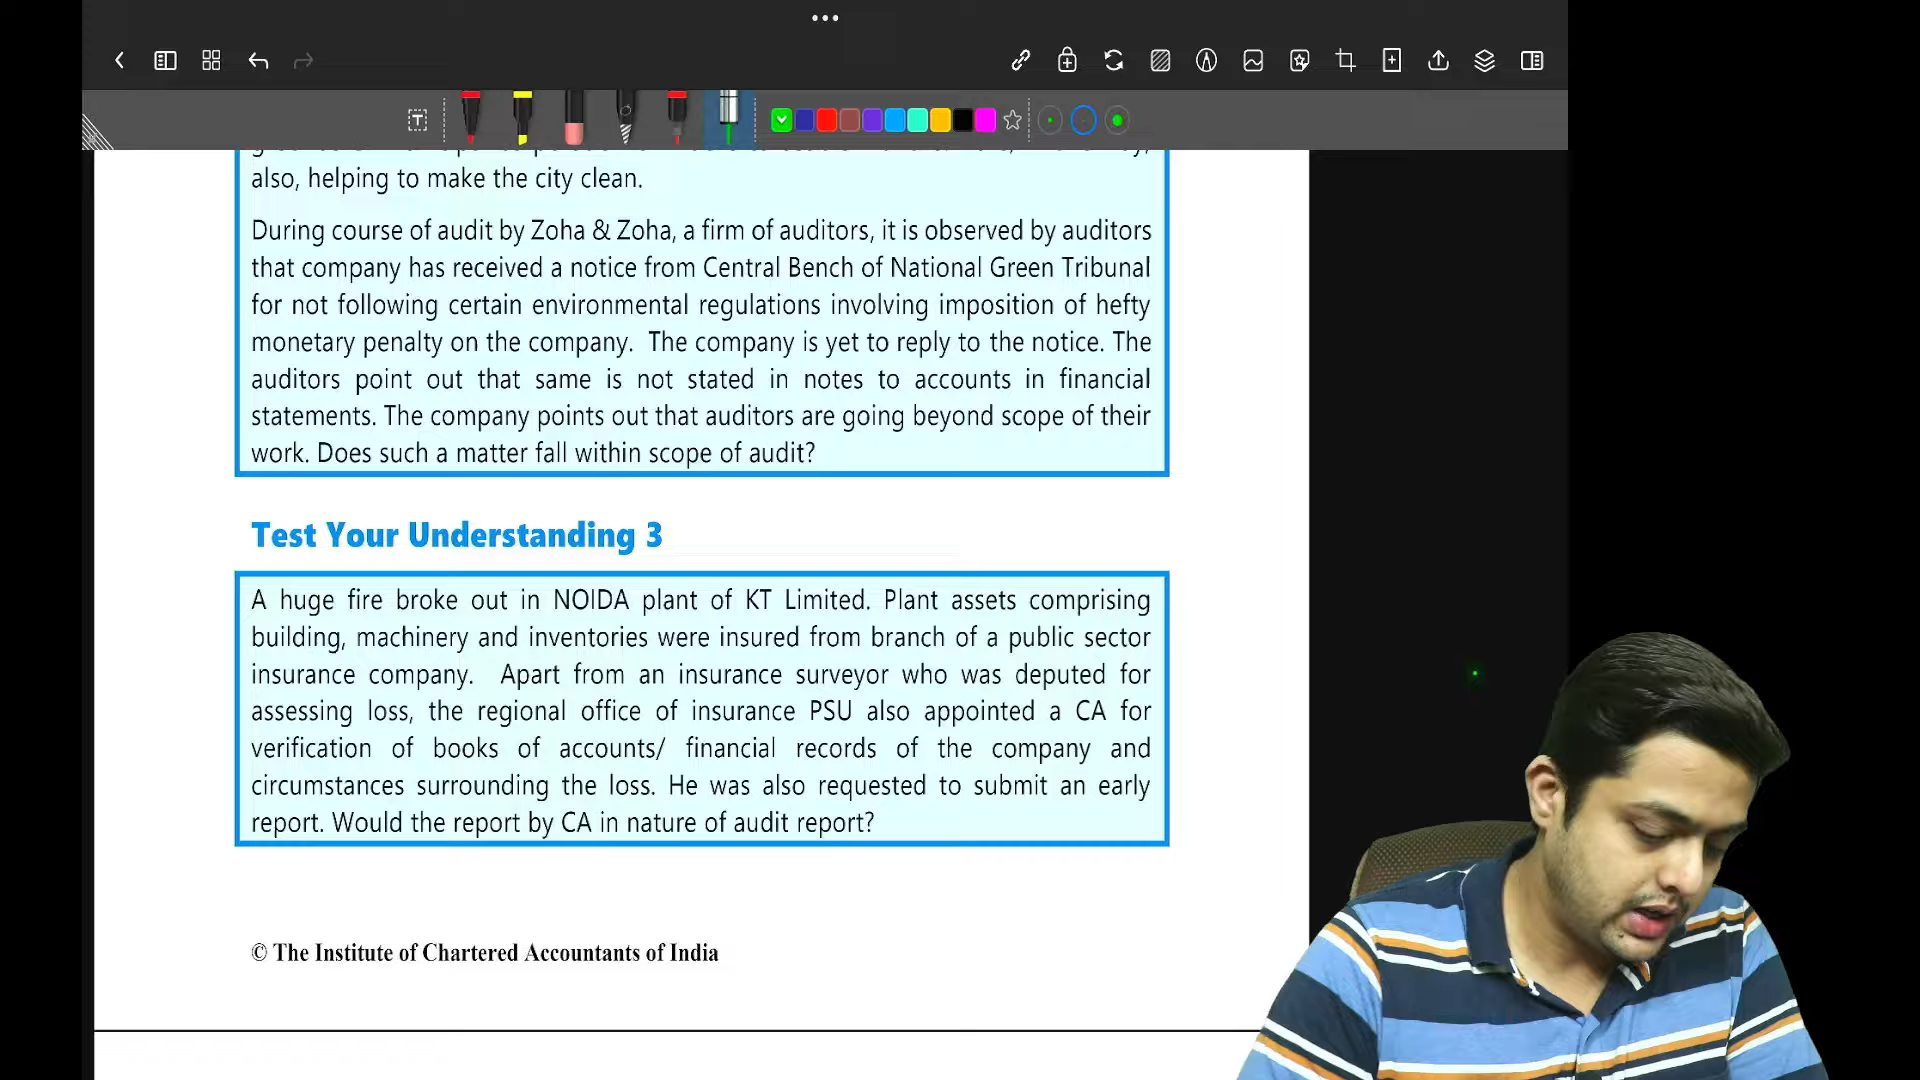 also, helping to make the city clean.
During course of audit by Zoha & Zoha, a firm of auditors, it is observed by auditors
that company has received a notice from Central Bench of National Green Tribunal
for not following certain environmental regulations involving imposition of hefty
monetary penalty on the company. The company is yet to reply to the notice. The
auditors point out that same is not stated in notes to accounts in financial
statements. The company points out that auditors are going beyond scope of their
work. Does such a matter fall within scope of audit?
Test Your Understanding 3
A huge fire broke out in NOIDA plant of KT Limited. Plant assets comprising
building, machinery and inventories were insured from branch of a public sector
insurance company. Apart from an insurance surveyor who was deputed for
assessing loss, the regional office of insurance PSU also appointed a CA for
verification of books of accounts/ financial records of the company and
circumstances surrounding the loss. He was also requested to submit an early
report. Would the report by CA in nature of audit report?
© The Institute of Chartered Accountants of India